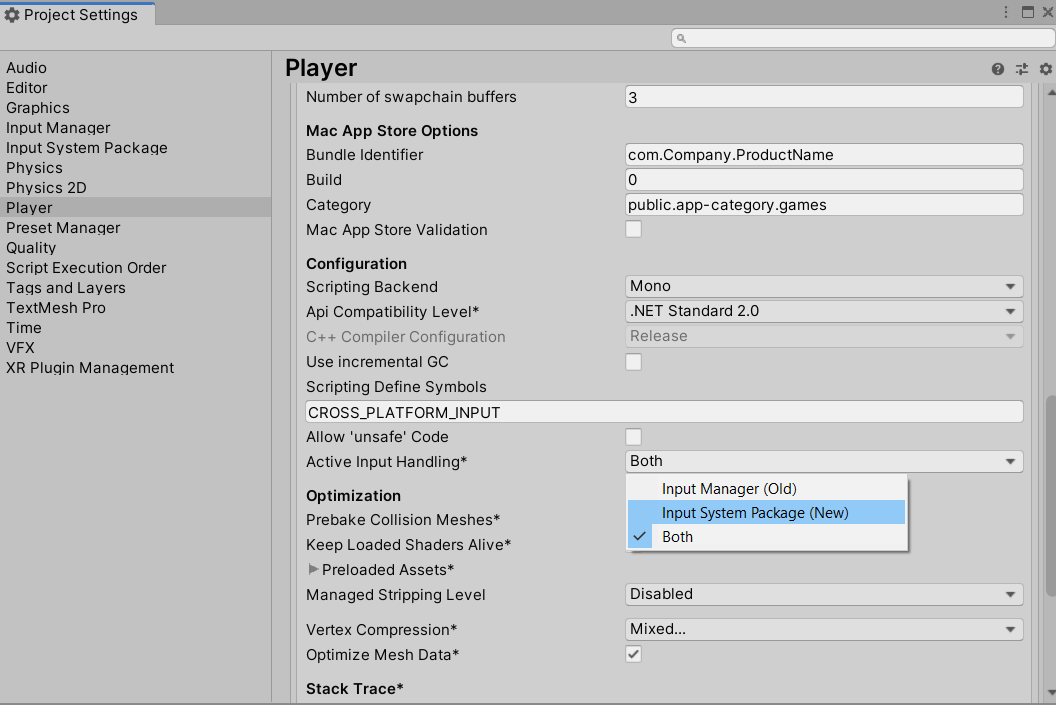 Project Settings
Audio
Editor
Graphics
Input Manager
Input System Package
Physics
Physics 2D
Player
Preset Manager
Quality
Script Execution Order
Tags and Layers
TextMesh Pro
Time
VFX
XR Plugin Management
Player
Number of swapchain buffers 3
Mac App Store Options
Bundle Identifier com.Company.ProductName
Build 0
Category public.app-category.games
Mac App Store Validation
Configuration
Scripting Backend Mono
Api Compatibility Level* .NET Standard 2.0
C++ Compiler Configuration Release
Use incremental GC
Scripting Define Symbols
CROSS_PLATFORM_INPUT
Allow 'unsafe' Code
Active Input Handling* Both
Input Manager (Old)
Input System Package (New)
Both
Optimization
Prebake Collision Meshes*
Keep Loaded Shaders Alive*
Preloaded Assets*
Managed Stripping Level Disabled
Vertex Compression* Mixed...
Optimize Mesh Data*
Stack Trace*